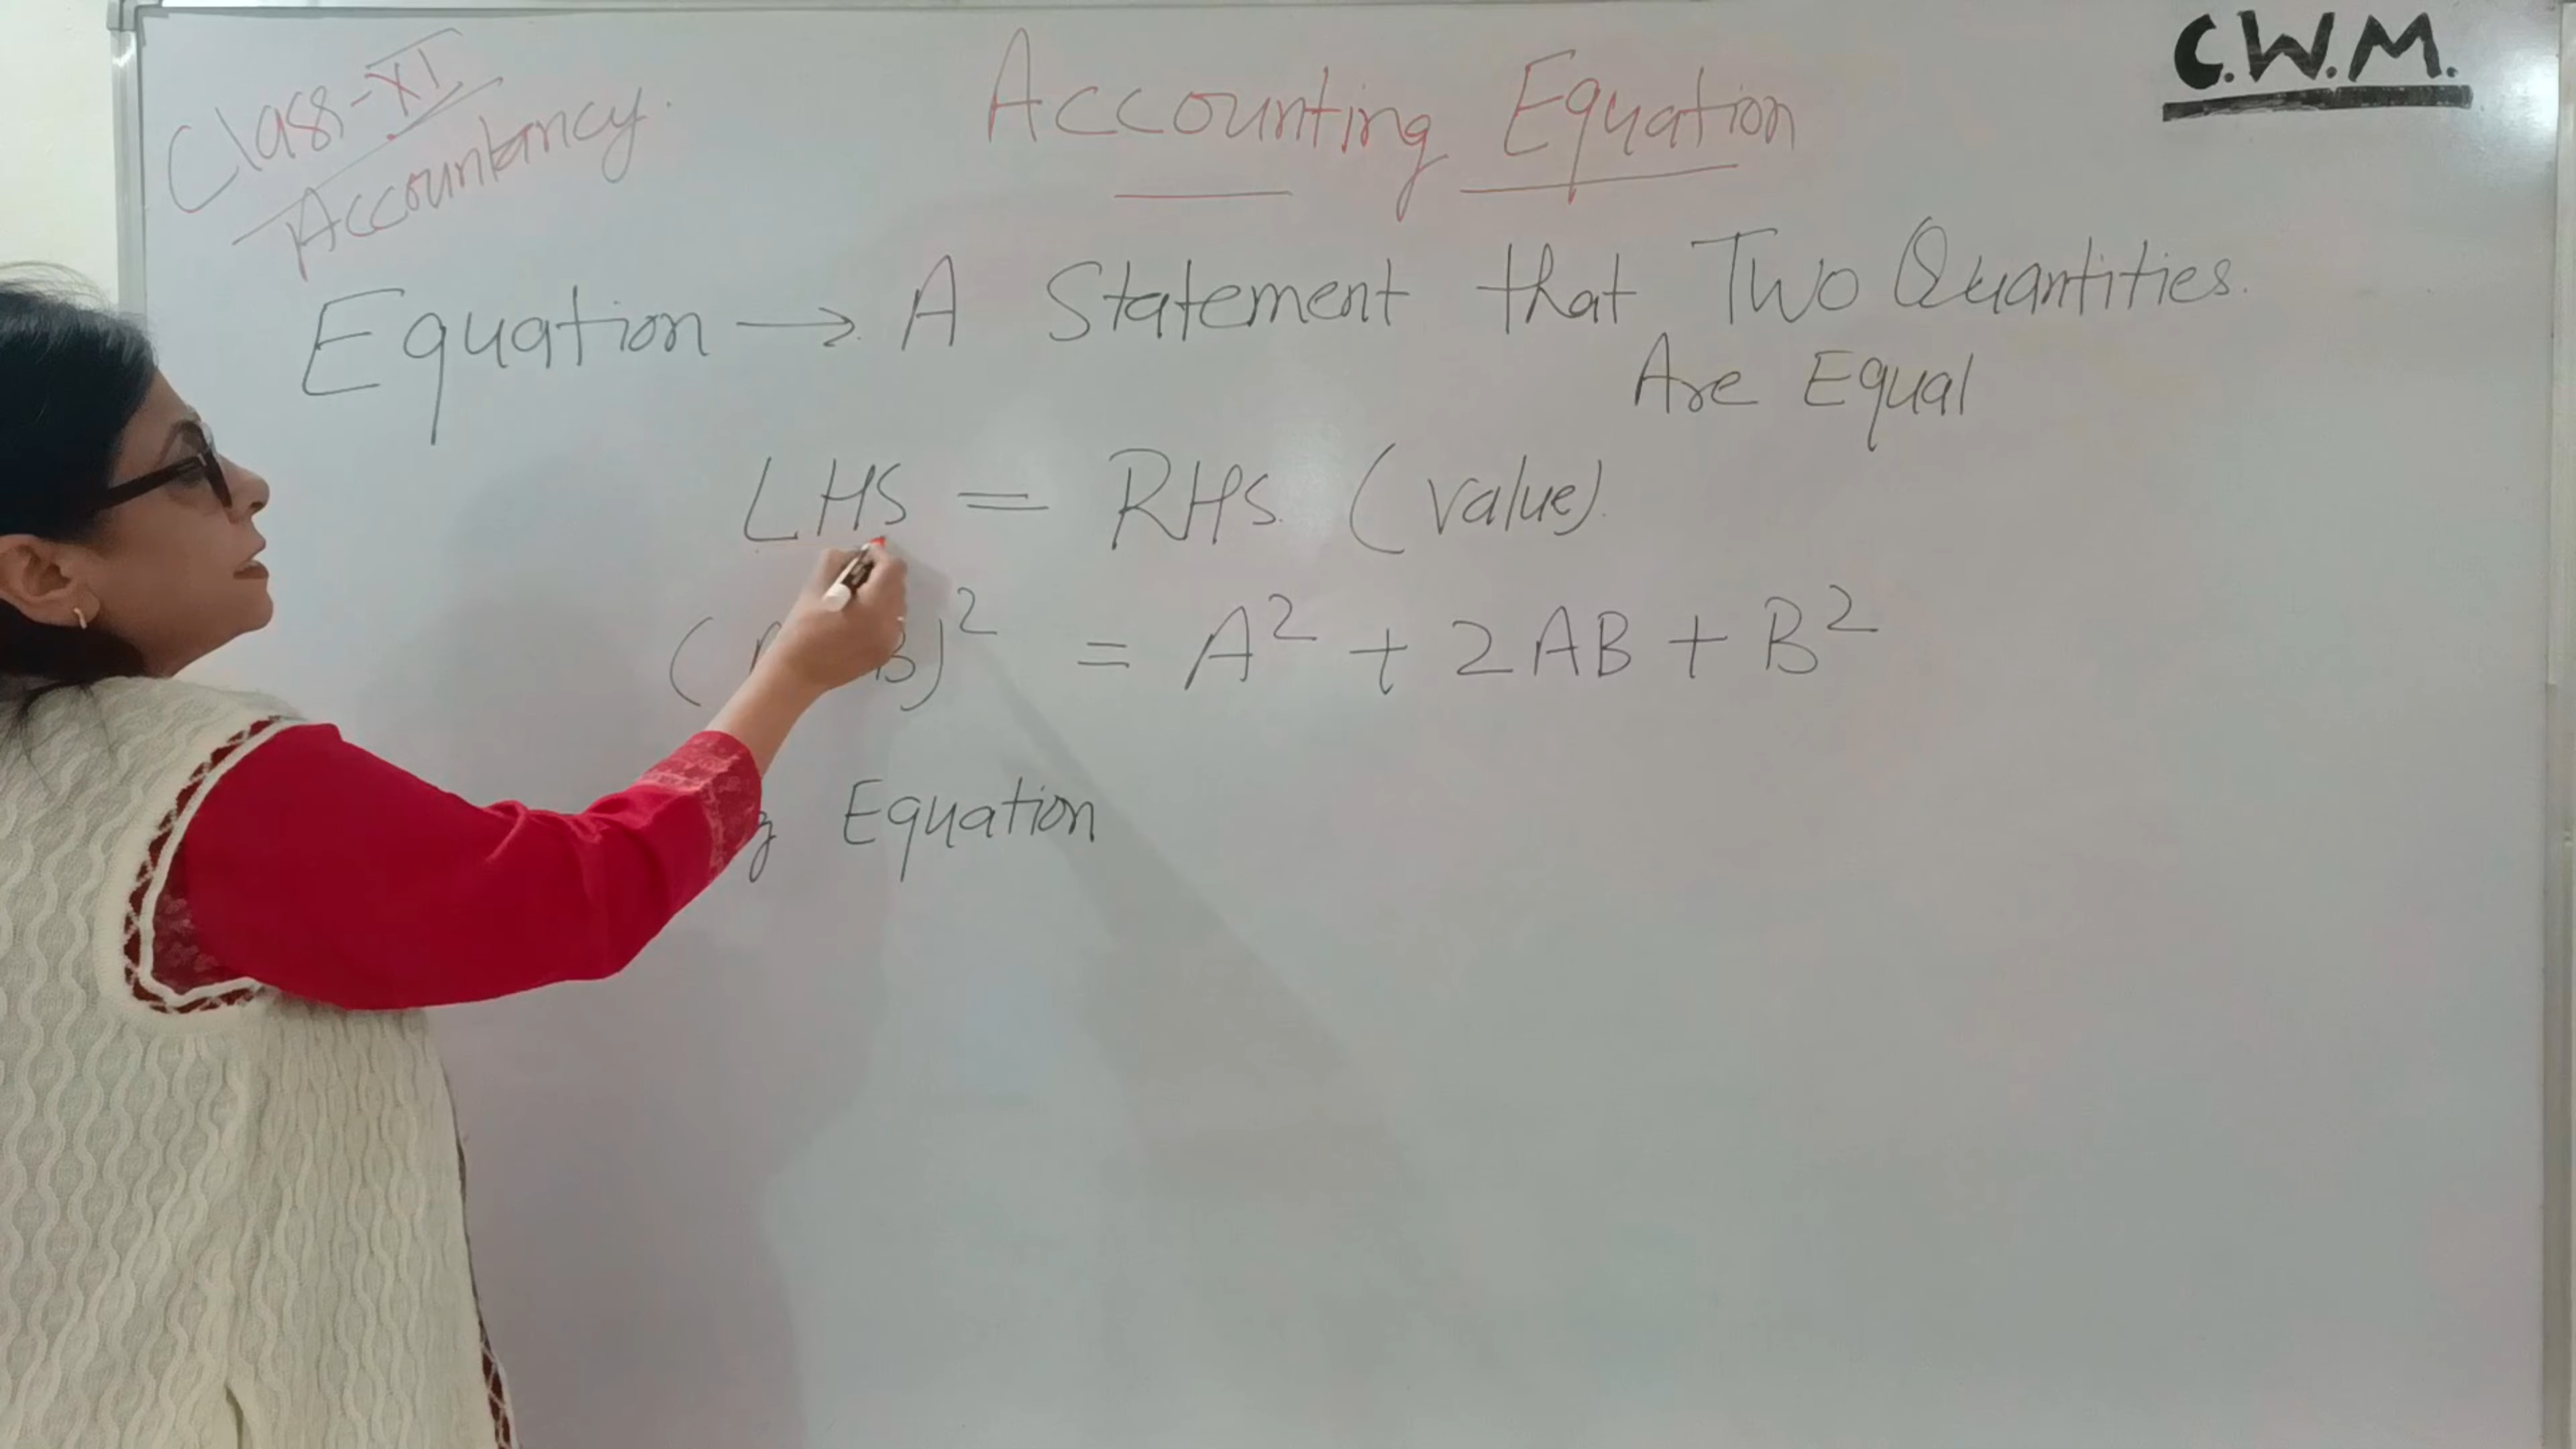 Class-XI
Accountancy.
Accounting Equation
C.W.M.
Equation → A Statement that Two Quantities.
Are Equal
LHS = RHS. (value).
( B)² = A² + 2AB + B²
Equation